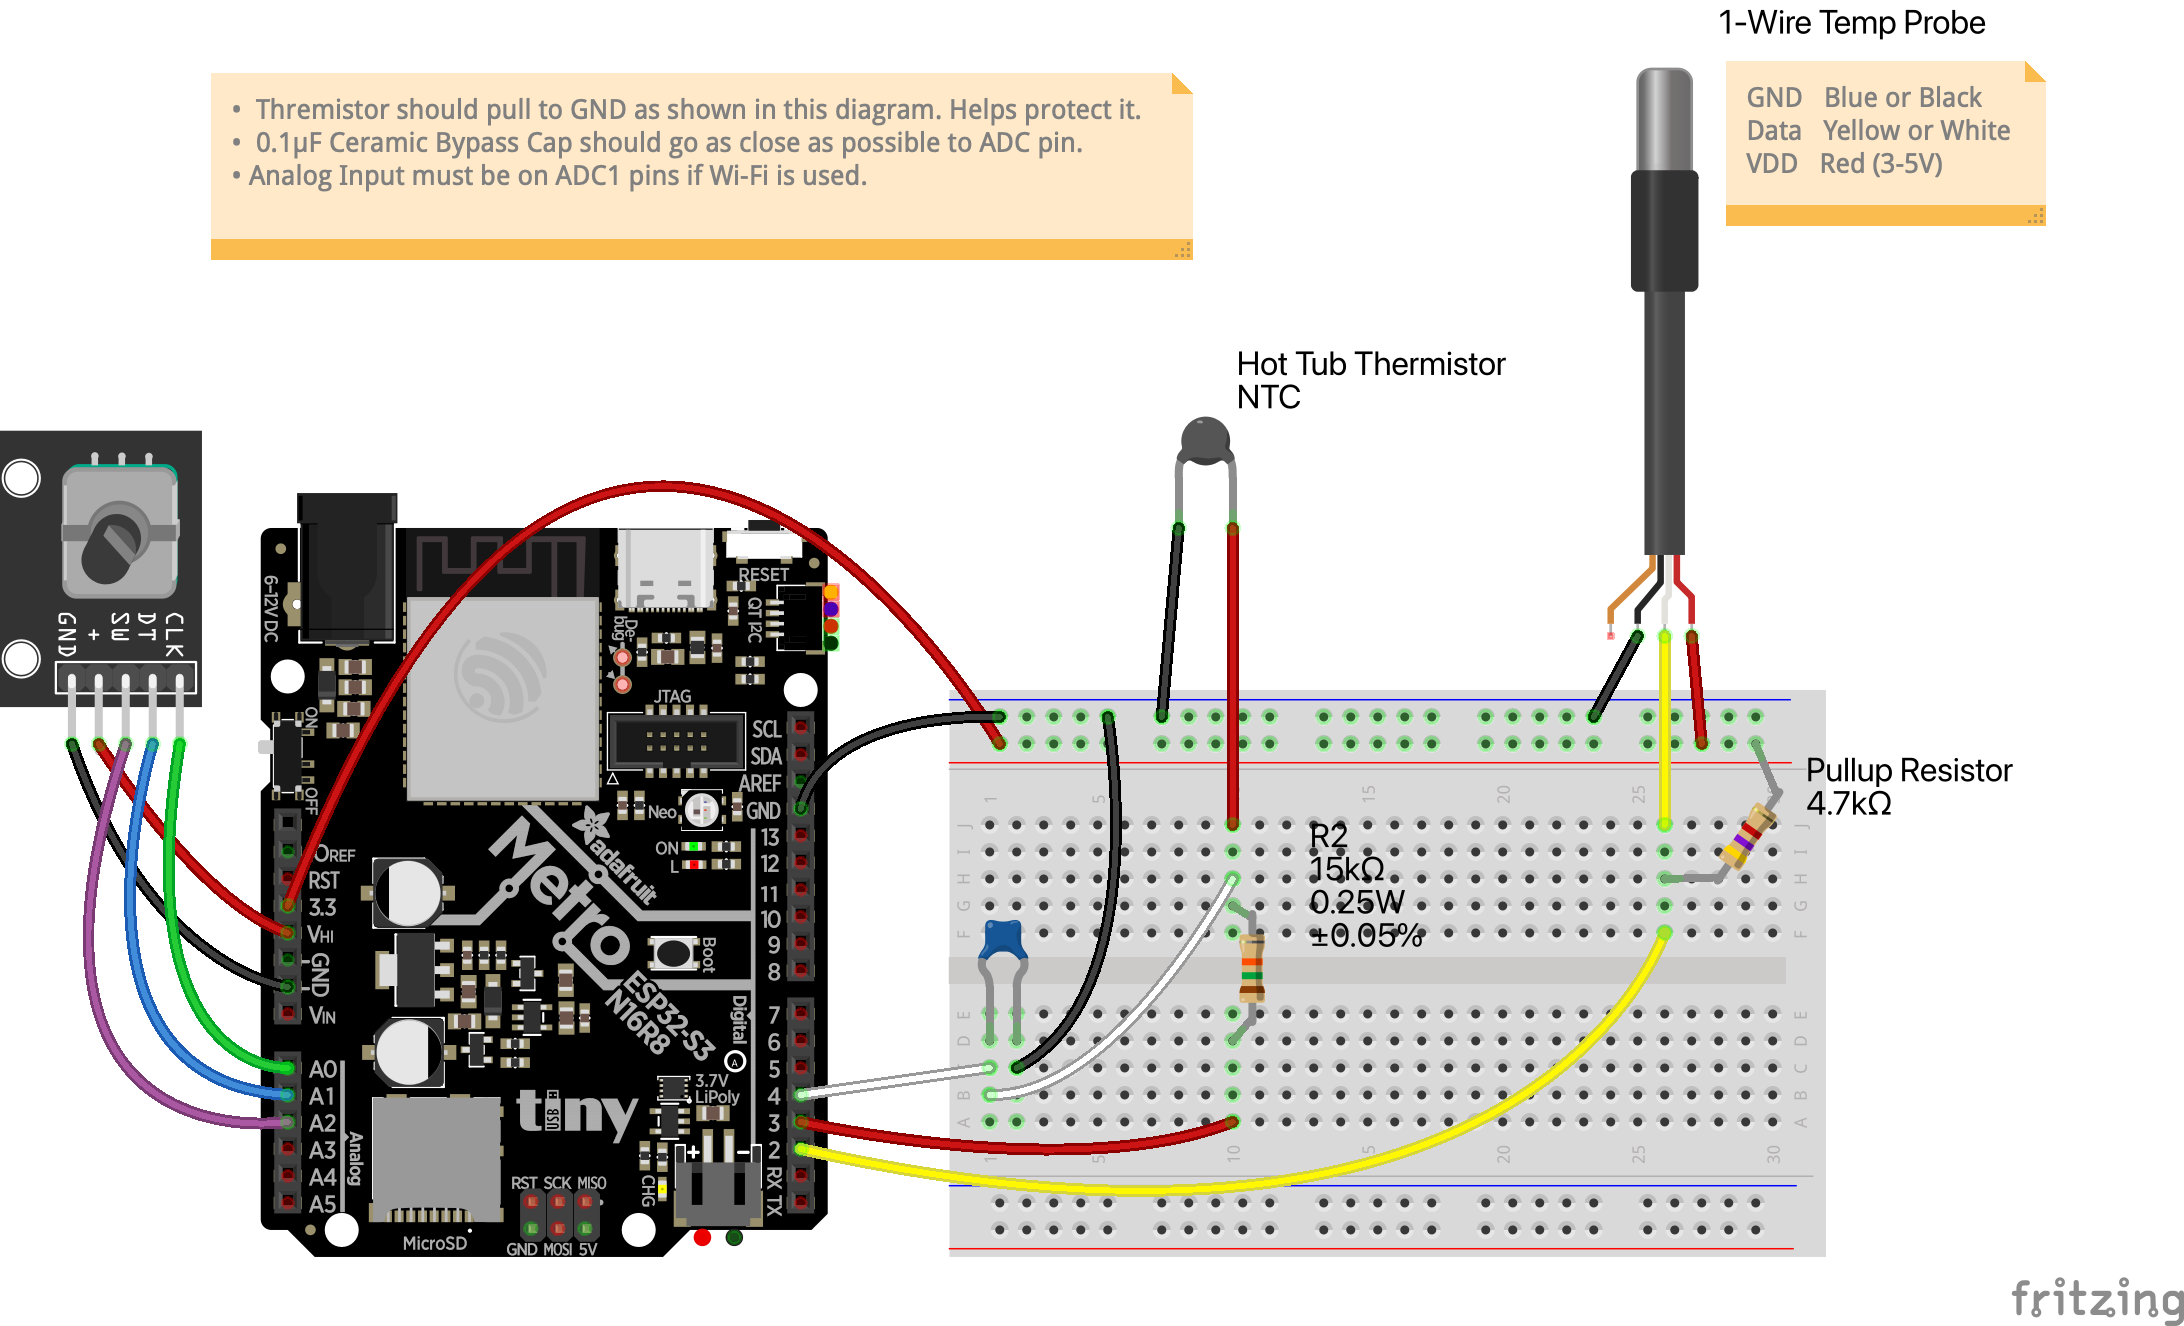 1-Wire Temp Probe
• Thremistor should pull to GND as shown in this diagram. Helps protect it.
• 0.1µF Ceramic Bypass Cap should go as close as possible to ADC pin.
• Analog Input must be on ADC1 pins if Wi-Fi is used.
GND Blue or Black
Data Yellow or White
VDD Red (3-5V)
Hot Tub Thermistor
NTC
GND
+
SW
DT
CLK
6-12V DC
RESET
QT I2C
De-
bug
JTAG
ON
OFF
SCL
SDA
AREF
GND
13
12
11
10
9
8
Neo
ON
L
OREF
RST
3.3
VHI
GND
VIN
adafruit
Metro
ESP32-S3
N16R8
Boot
Digital
7
6
5
4
3
2
RX
TX
A
3.7V
LiPoly
+ -
CHG
A0
A1
A2
A3
A4
A5
Analog
tiny
USB
RST SCK MISO
GND MOSI 5V
MicroSD
1 5 15 20 25
J
I
H
G
F
E
D
C
B
A
J
I
H
G
F
E
D
C
B
A
1 5 10 15 20 25 30
R2
15kΩ
0.25W
±0.05%
Pullup Resistor
4.7kΩ
fritzing